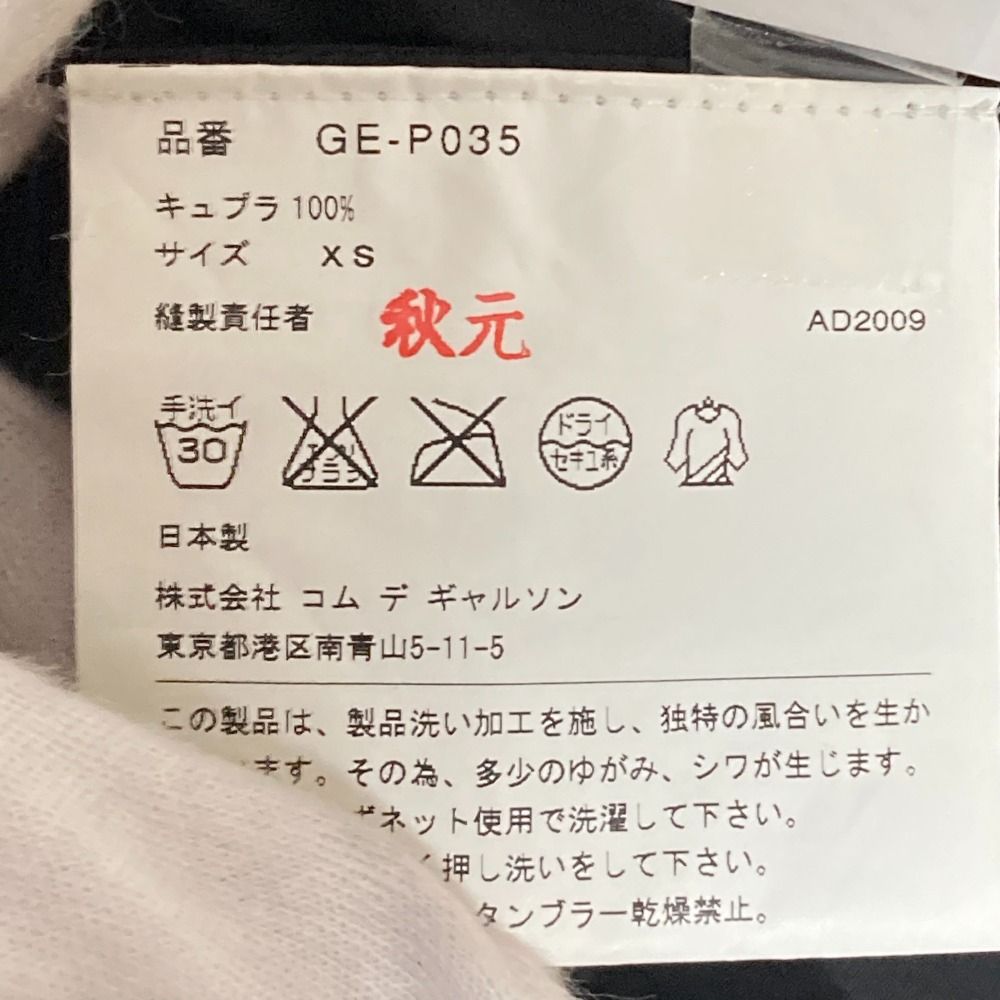 品番 GE-P035
キュプラ 100%
サイズ XS
縫製責任者 秋元 AD2009
手洗イ
30
ドライ
セキユ系
日本製
株式会社 コム デ ギャルソン
東京都港区南青山5-11-5
この製品は、製品洗い加工を施し、独特の風合いを生か
ます。その為、多少のゆがみ、シワが生じます。
ネット使用で洗濯して下さい。
押し洗いをして下さい。
タンブラー乾燥禁止。